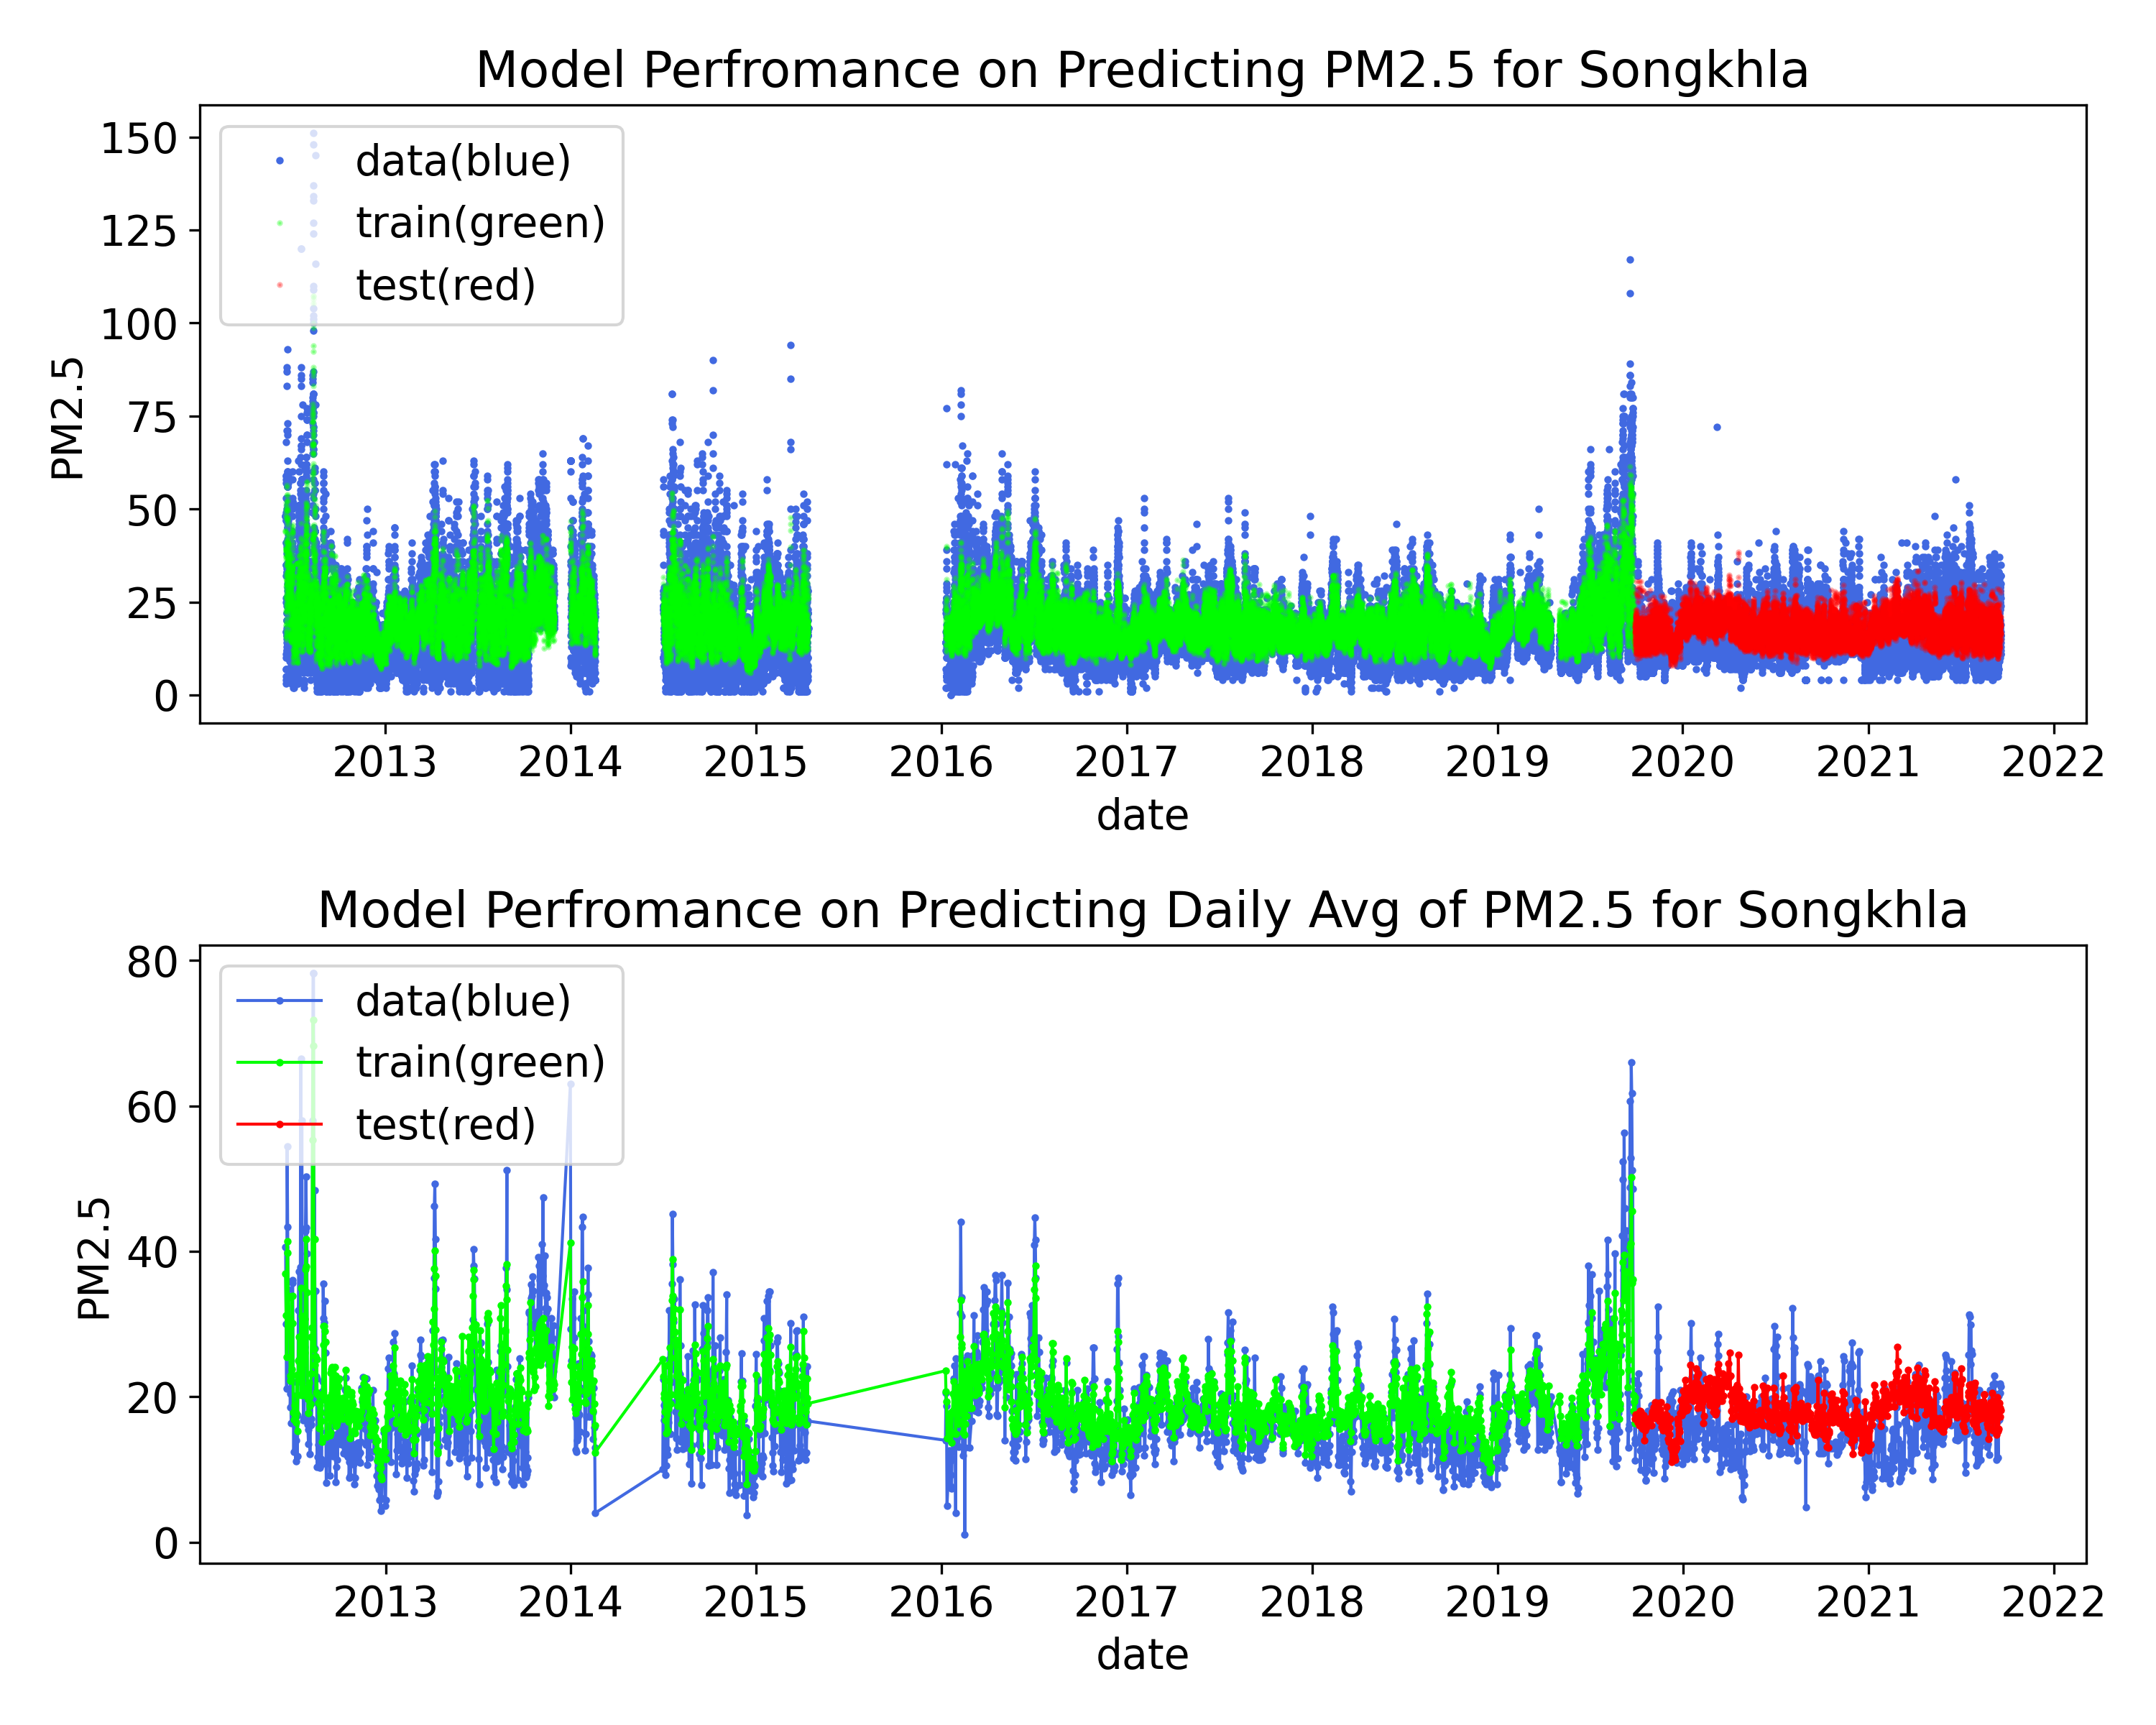 Model Perfromance on Predicting PM2.5 for Songkhla
150
125
100
75
50
25
0
PM2.5
data(blue)
train(green)
test(red)
2013 2014 2015 2016 2017 2018 2019 2020 2021 2022
date
Model Perfromance on Predicting Daily Avg of PM2.5 for Songkhla
80
60
40
20
0
PM2.5
data(blue)
train(green)
test(red)
2013 2014 2015 2016 2017 2018 2019 2020 2021 2022
date